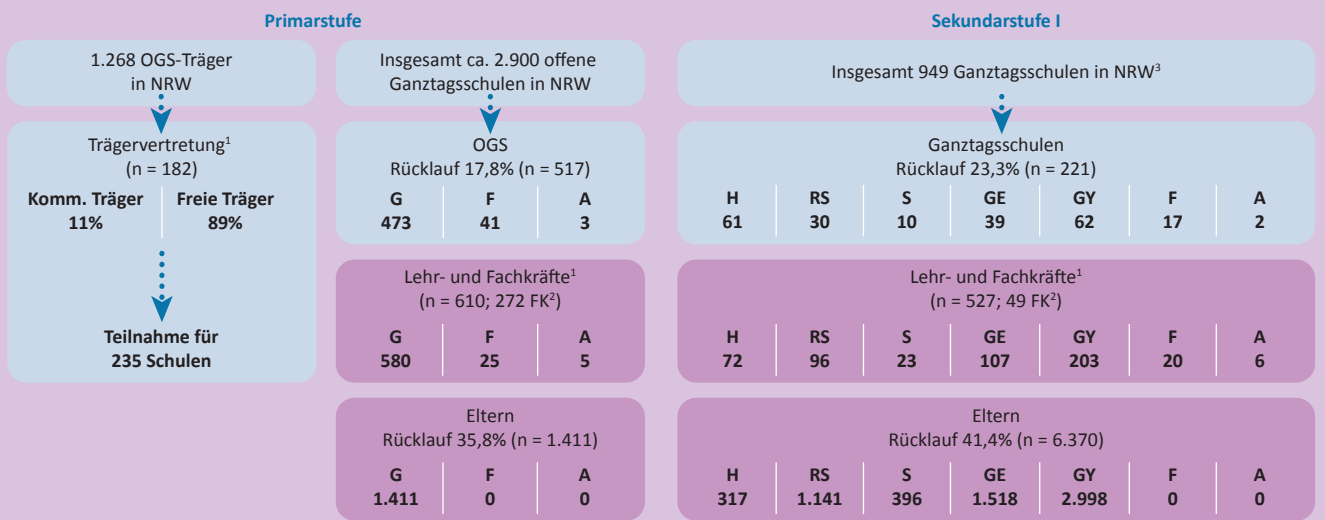 Primarstufe
1.268 OGS-Träger
in NRW
Trägervertretung¹
(n = 182)
Komm. Träger Freie Träger
11% 89%
Teilnahme für
235 Schulen
Insgesamt ca. 2.900 offene
Ganztagsschulen in NRW
OGS
Rücklauf 17,8% (n = 517)
G F A
473 41 3
Lehr- und Fachkräfte¹
(n = 610; 272 FK²)
G F A
580 25 5
Eltern
Rücklauf 35,8% (n = 1.411)
G F A
1.411 0 0
Sekundarstufe I
Insgesamt 949 Ganztagsschulen in NRW³
Ganztagsschulen
Rücklauf 23,3% (n = 221)
H RS S GE GY F A
61 30 10 39 62 17 2
Lehr- und Fachkräfte¹
(n = 527; 49 FK²)
H RS S GE GY F A
72 96 23 107 203 20 6
Eltern
Rücklauf 41,4% (n = 6.370)
H RS S GE GY F A
317 1.141 396 1.518 2.998 0 0